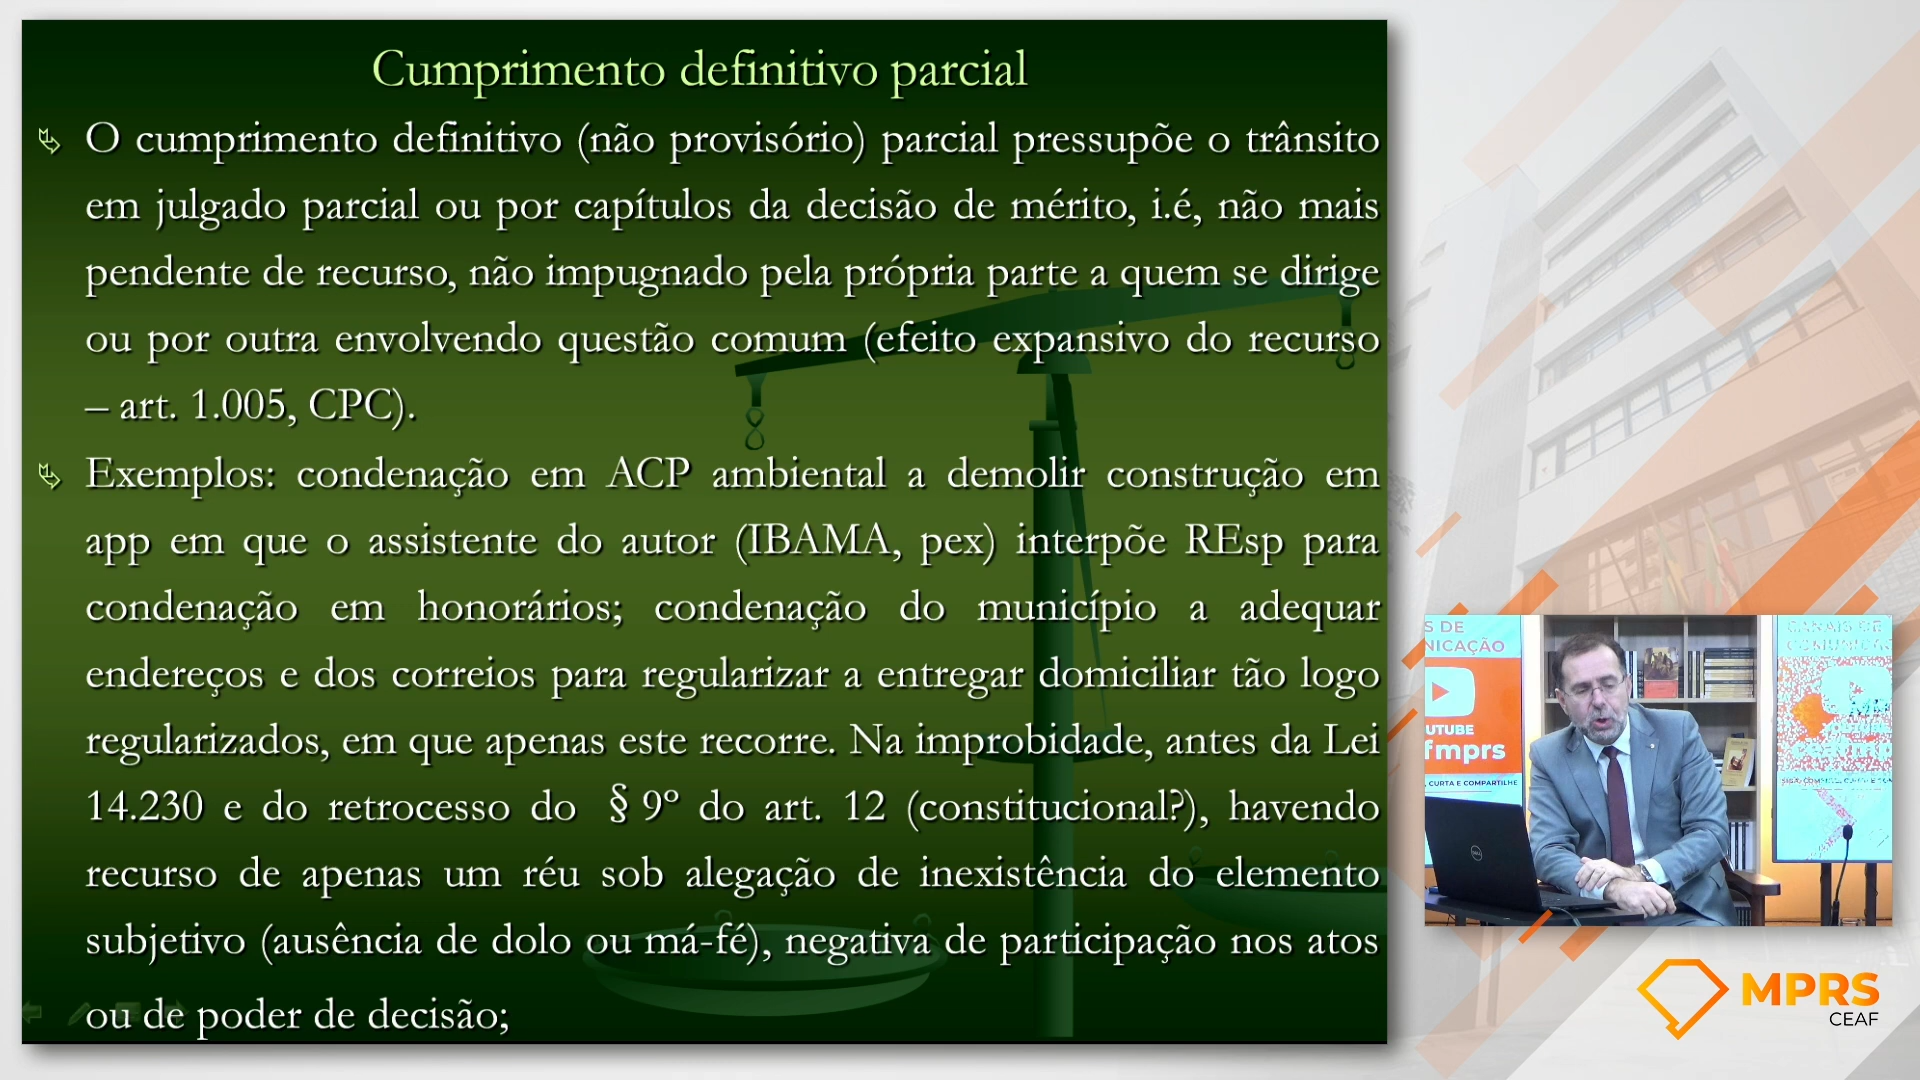 Cumprimento definitivo parcial
O cumprimento definitivo (não provisório) parcial pressupõe o trânsito
em julgado parcial ou por capítulos da decisão de mérito, i.é, não mais
pendente de recurso, não impugnado pela própria parte a quem se dirige
ou por outra envolvendo questão comum (efeito expansivo do recurso
– art. 1.005, CPC).
Exemplos: condenação em ACP ambiental a demolir construção em
app em que o assistente do autor (IBAMA, pex) interpõe REsp para
condenação em honorários; condenação do município a adequar
endereços e dos correios para regularizar a entregar domiciliar tão logo
regularizados, em que apenas este recorre. Na improbidade, antes da Lei
14.230 e do retrocesso do § 9º do art. 12 (constitucional?), havendo
recurso de apenas um réu sob alegação de inexistência do elemento
subjetivo (ausência de dolo ou má-fé), negativa de participação nos atos
ou de poder de decisão;
S DE
NICAÇÃO
UTUBE
fmprs
CURTA E COMPARTILHE
CANAIS DE
DELL
MPRS
CEAF